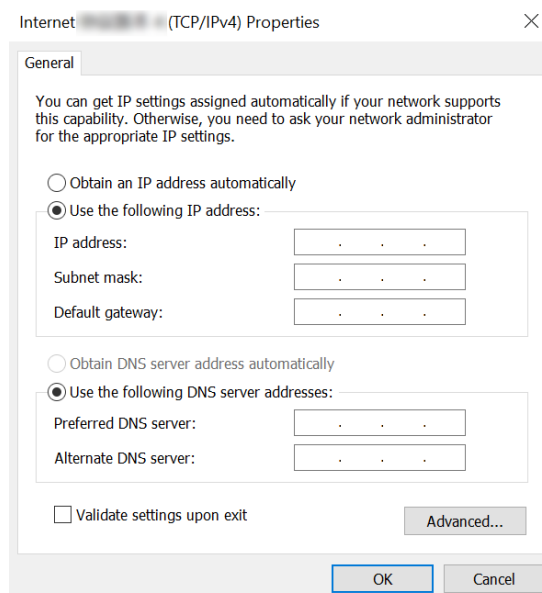 Internet (TCP/IPv4) Properties
General
You can get IP settings assigned automatically if your network supports
this capability. Otherwise, you need to ask your network administrator
for the appropriate IP settings.
Obtain an IP address automatically
Use the following IP address:
IP address: . . .
Subnet mask: . . .
Default gateway: . . .
Obtain DNS server address automatically
Use the following DNS server addresses:
Preferred DNS server: . . .
Alternate DNS server: . . .
Validate settings upon exit
Advanced...
OK Cancel